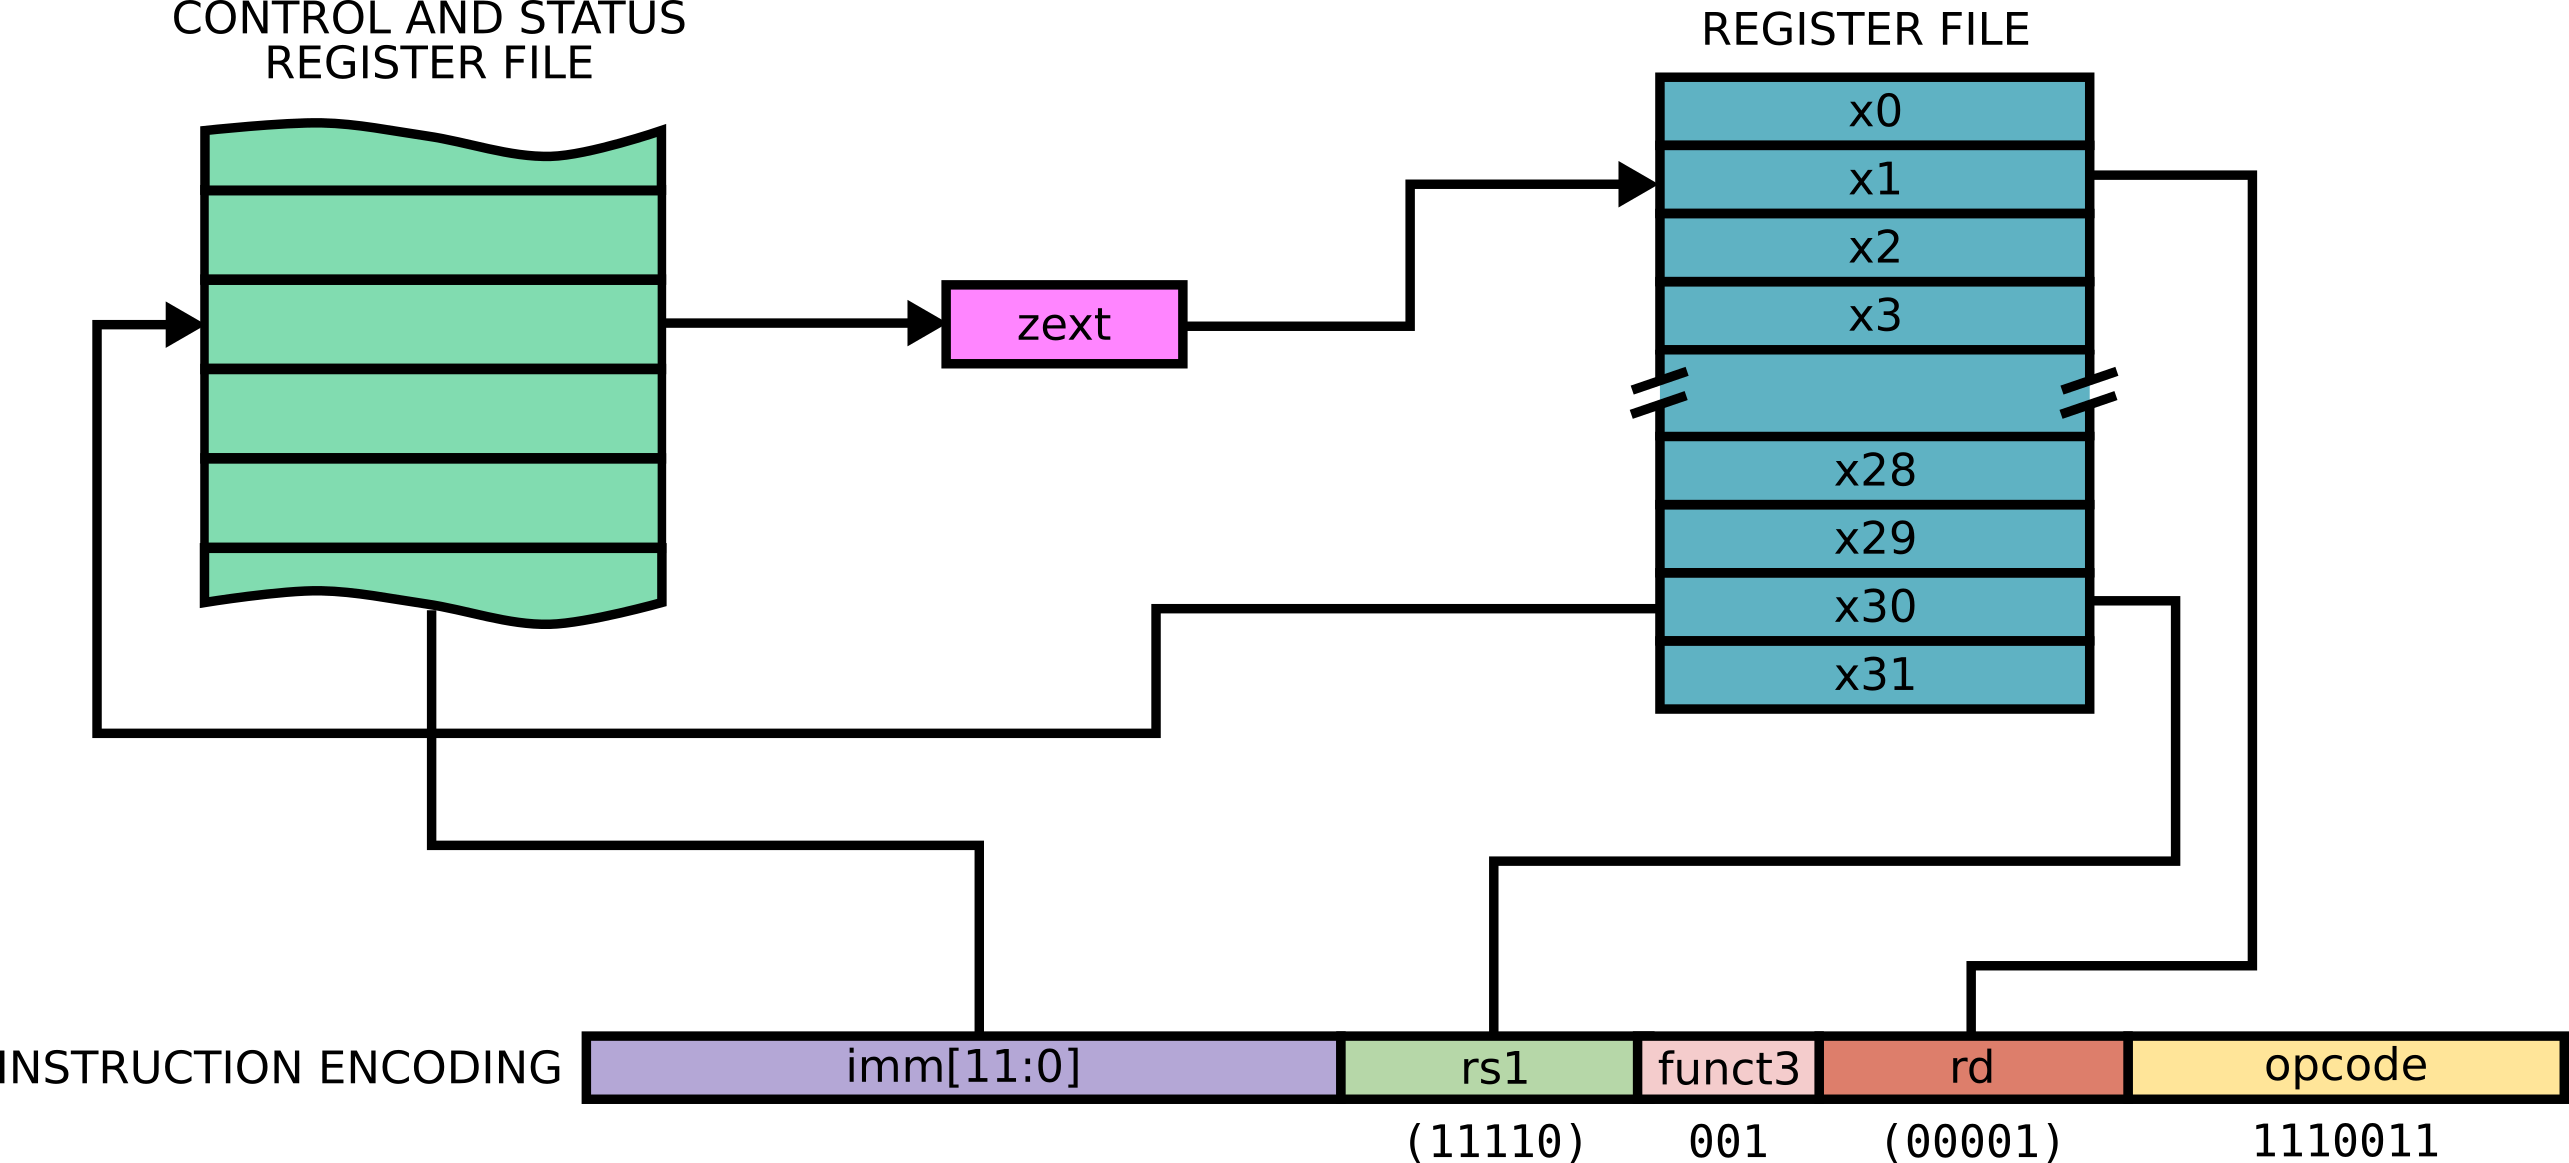 CONTROL AND STATUS
REGISTER FILE
REGISTER FILE
x0
x1
x2
x3
x28
x29
x30
x31
zext
INSTRUCTION ENCODING
imm[11:0]
rs1
funct3
rd
opcode
(11110)
001
(00001)
1110011